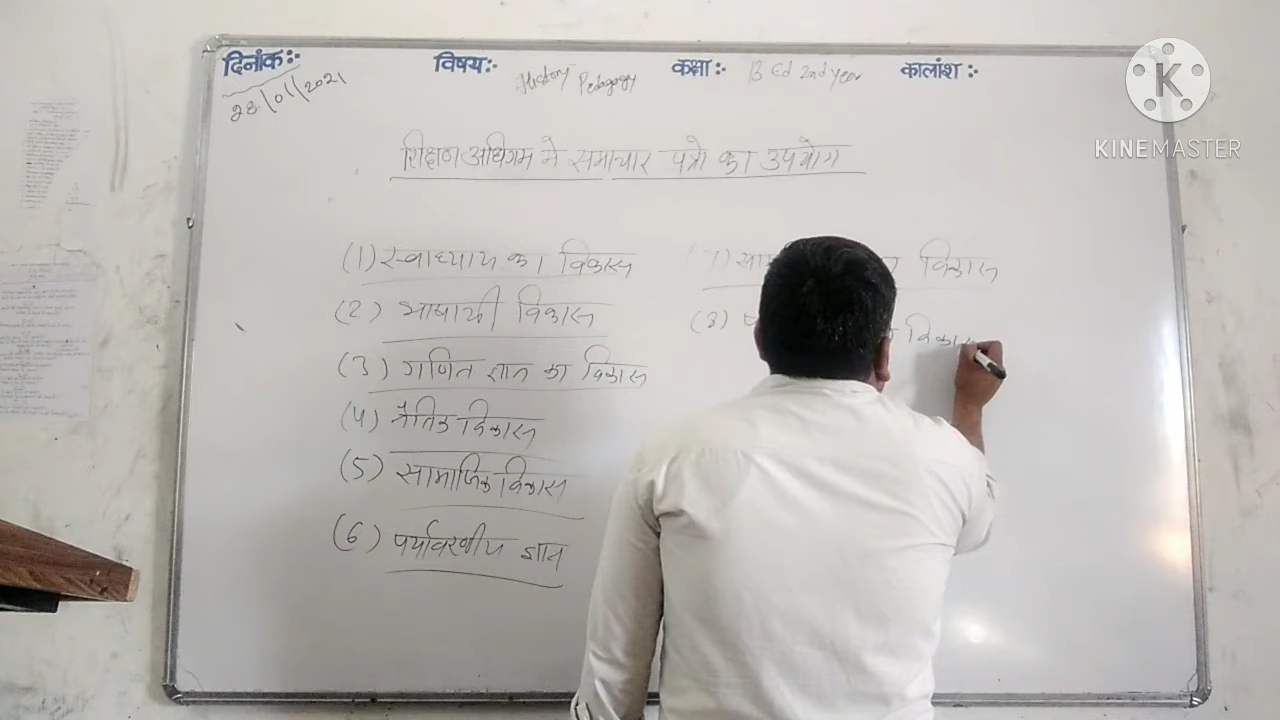 दिनांक :- विषय:- कक्षा:- कालांश :-
28/01/2021 History Pedagogy B Ed 2nd year
K
KINEMASTER
शिक्षण अधिगम मे समाचार पत्रो का उपयोग
(1) स्वाध्याय का विकास
(2) भाषायी विकास
(3) गणित ज्ञान का विकास
(4) नैतिक विकास
(5) सामाजिक विकास
(6) पर्यावरणीय ज्ञान
(7) विकास
(8) विकास